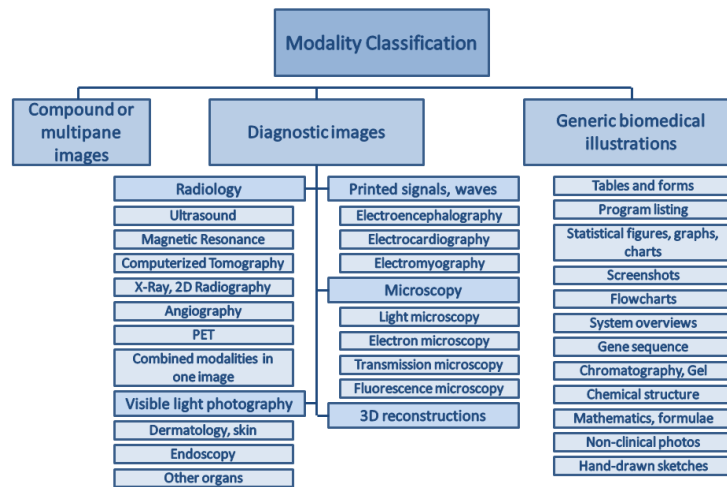 Modality Classification
Compound or
multipane
images
Diagnostic images
Generic biomedical
illustrations
Radiology
Ultrasound
Magnetic Resonance
Computerized Tomography
X-Ray, 2D Radiography
Angiography
PET
Combined modalities in
one image
Visible light photography
Dermatology, skin
Endoscopy
Other organs
Printed signals, waves
Electroencephalography
Electrocardiography
Electromyography
Microscopy
Light microscopy
Electron microscopy
Transmission microscopy
Fluorescence microscopy
3D reconstructions
Tables and forms
Program listing
Statistical figures, graphs,
charts
Screenshots
Flowcharts
System overviews
Gene sequence
Chromatography, Gel
Chemical structure
Mathematics, formulae
Non-clinical photos
Hand-drawn sketches